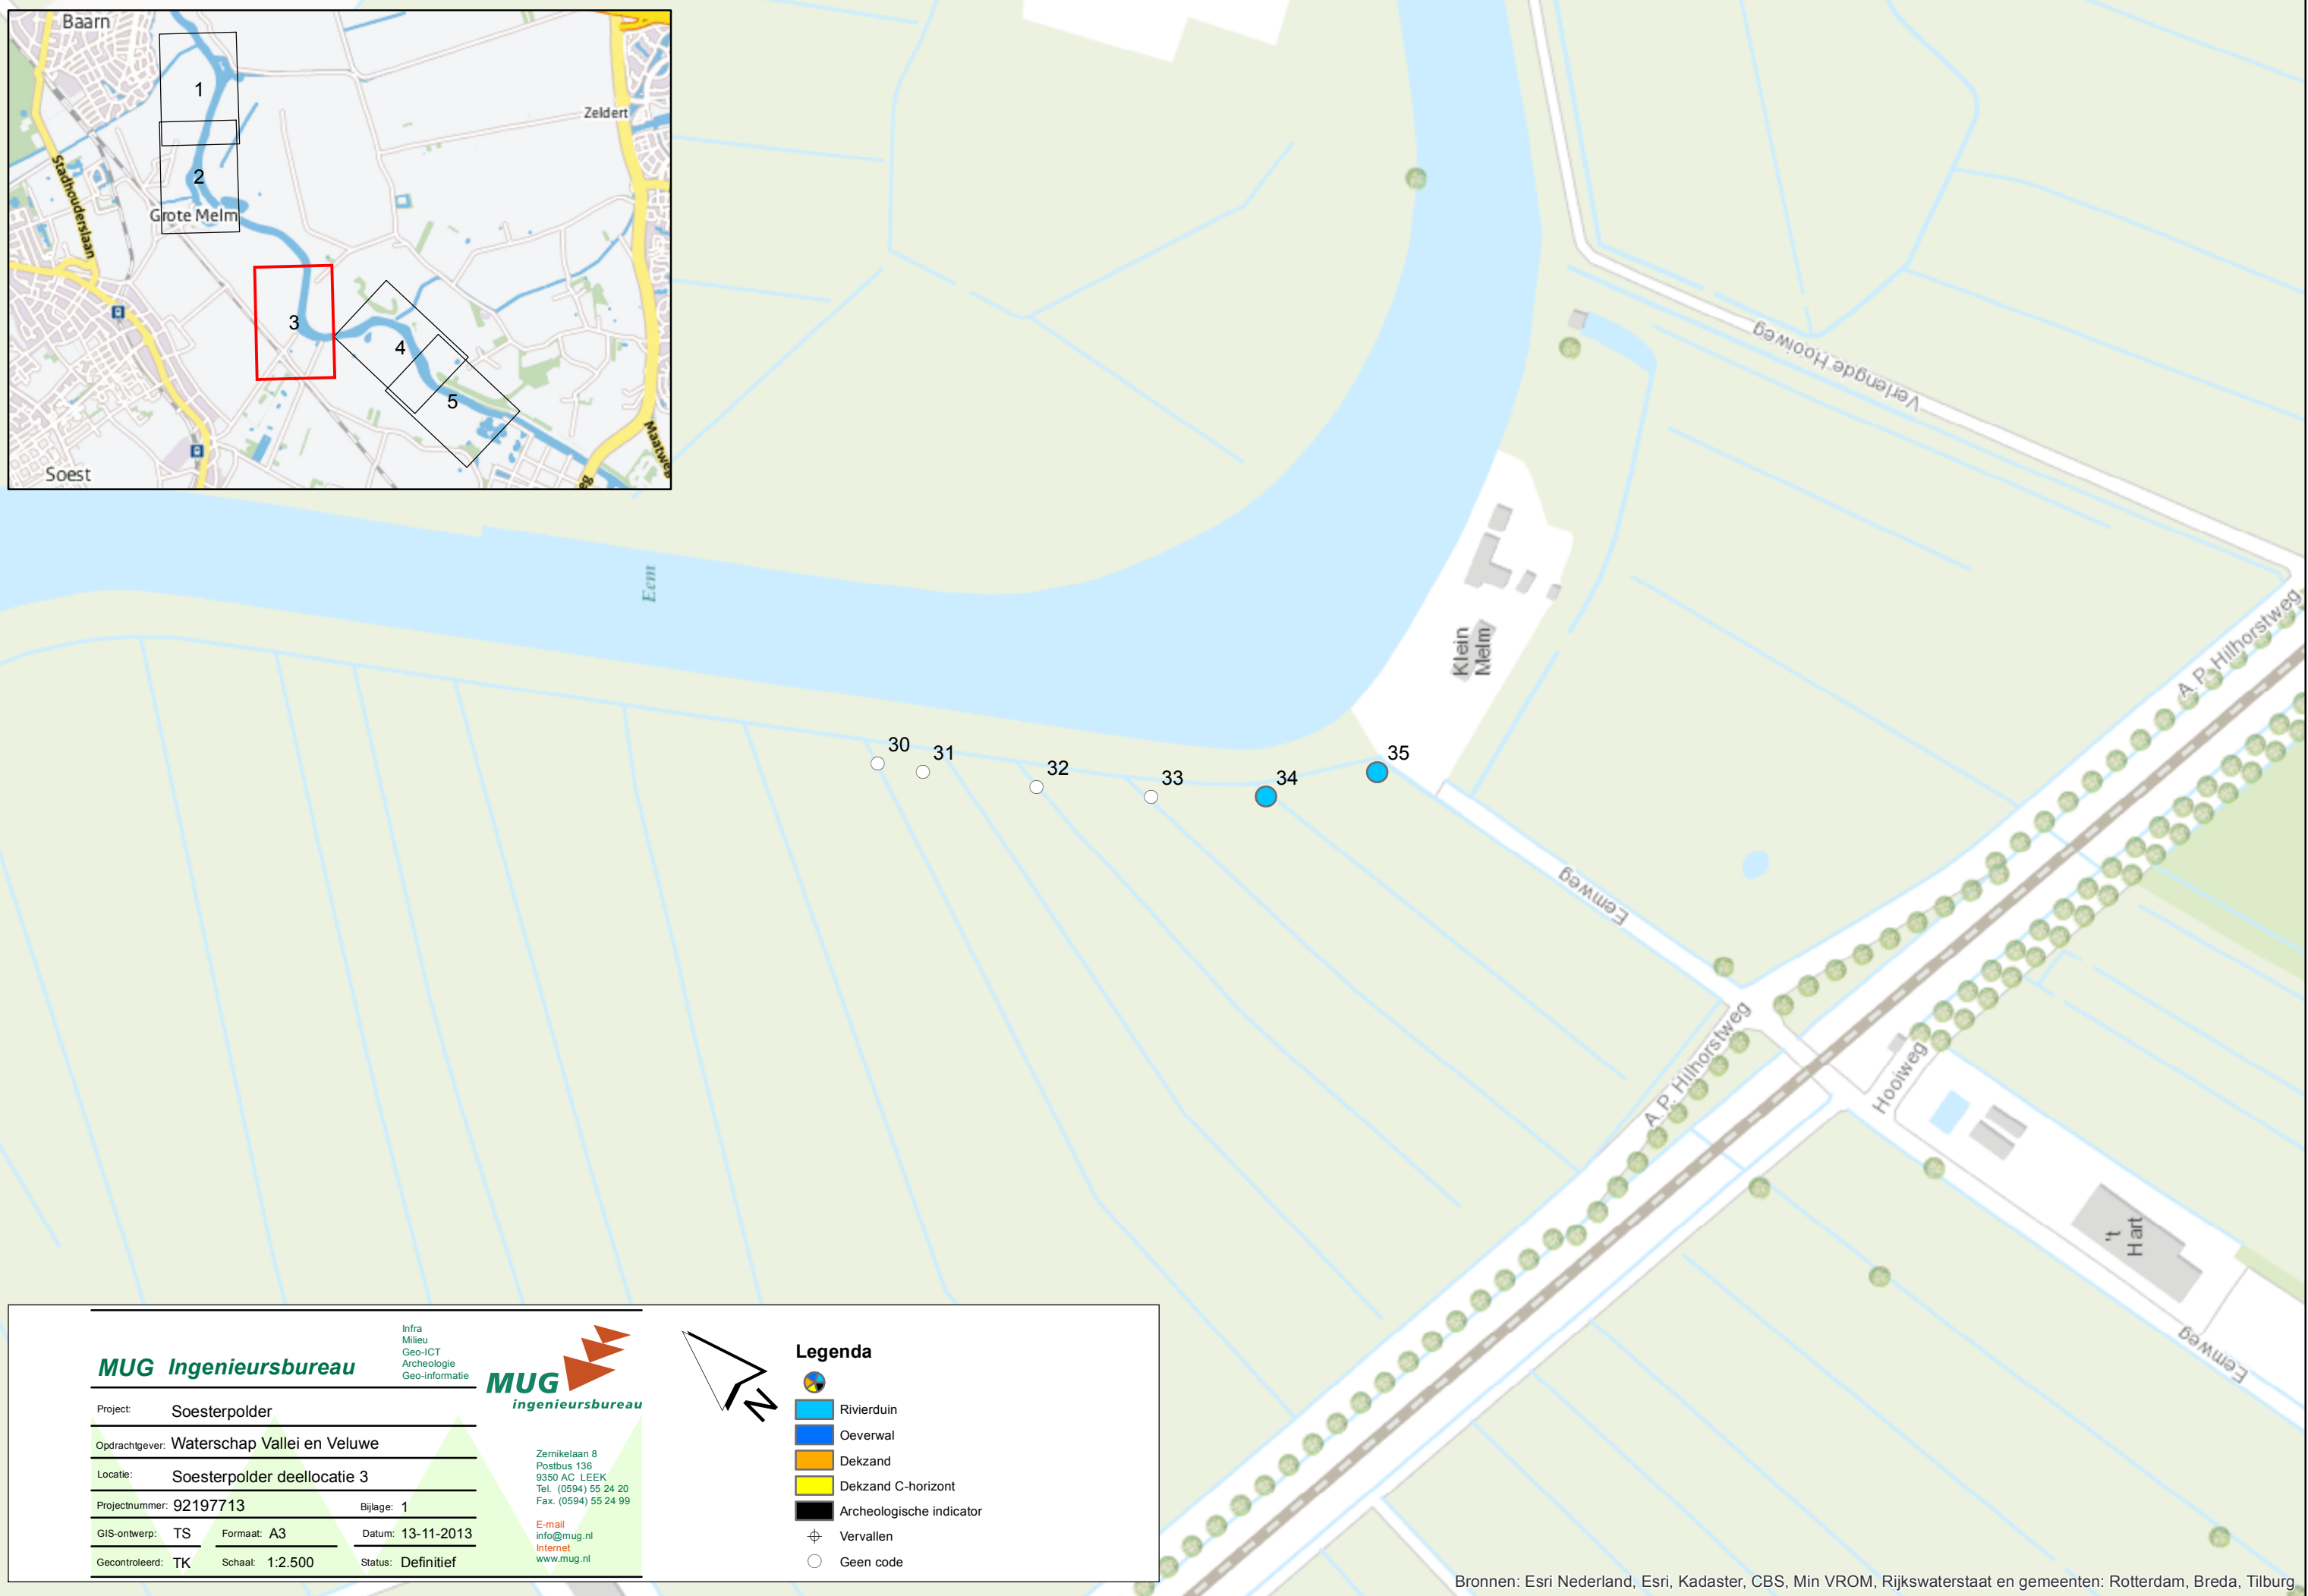 Baarn
Zeldert
Stadhouderslaan
Grote Melm
Soest
Maatweg
1
2
3
4
5
Verlengde Hooiweg
Eem
Klein
Melm
A.P. Hilhorstweg
30
31
32
33
34
35
Eemweg
A.P. Hilhorstweg
Hooiweg
't
Hart
Eemweg
MUG Ingenieursbureau
Infra
Milieu
Geo-ICT
Archeologie
Geo-informatie
MUG
ingenieursbureau
Project: Soesterpolder
Opdrachtgever: Waterschap Vallei en Veluwe
Locatie: Soesterpolder deellocatie 3
Projectnummer: 92197713 Bijlage: 1
GIS-ontwerp: TS Formaat: A3 Datum: 13-11-2013
Gecontroleerd: TK Schaal: 1:2.500 Status: Definitief
Zernikelaan 8
Postbus 136
9350 AC LEEK
Tel. (0594) 55 24 20
Fax. (0594) 55 24 99
E-mail
info@mug.nl
Internet
www.mug.nl
N
Legenda
Rivierduin
Oeverwal
Dekzand
Dekzand C-horizont
Archeologische indicator
Vervallen
Geen code
Bronnen: Esri Nederland, Esri, Kadaster, CBS, Min VROM, Rijkswaterstaat en gemeenten: Rotterdam, Breda, Tilburg